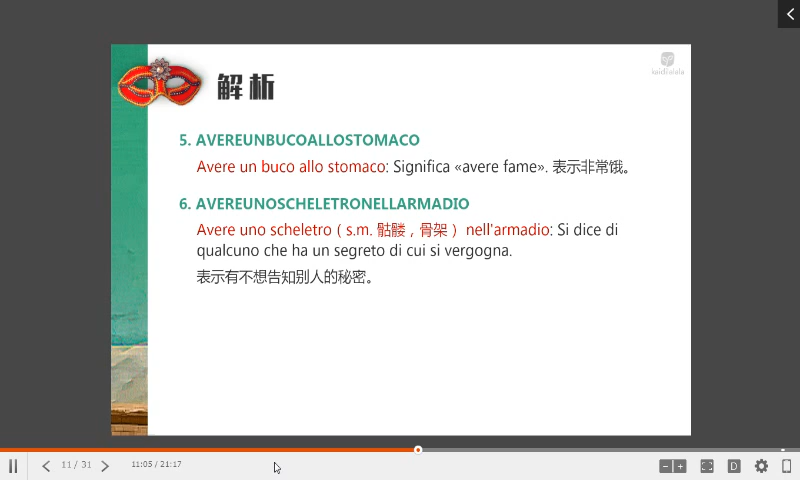 kaidielala
解析
5. AVEREUNBUCOALLOSTOMACO
Avere un buco allo stomaco: Significa «avere fame». 表示非常饿。
6. AVEREUNOSCHELETRONELLARMADIO
Avere uno scheletro（s.m. 骷髅，骨架） nell'armadio: Si dice di
qualcuno che ha un segreto di cui si vergogna.
表示有不想告知别人的秘密。
11 / 31
11:05 / 21:17
D